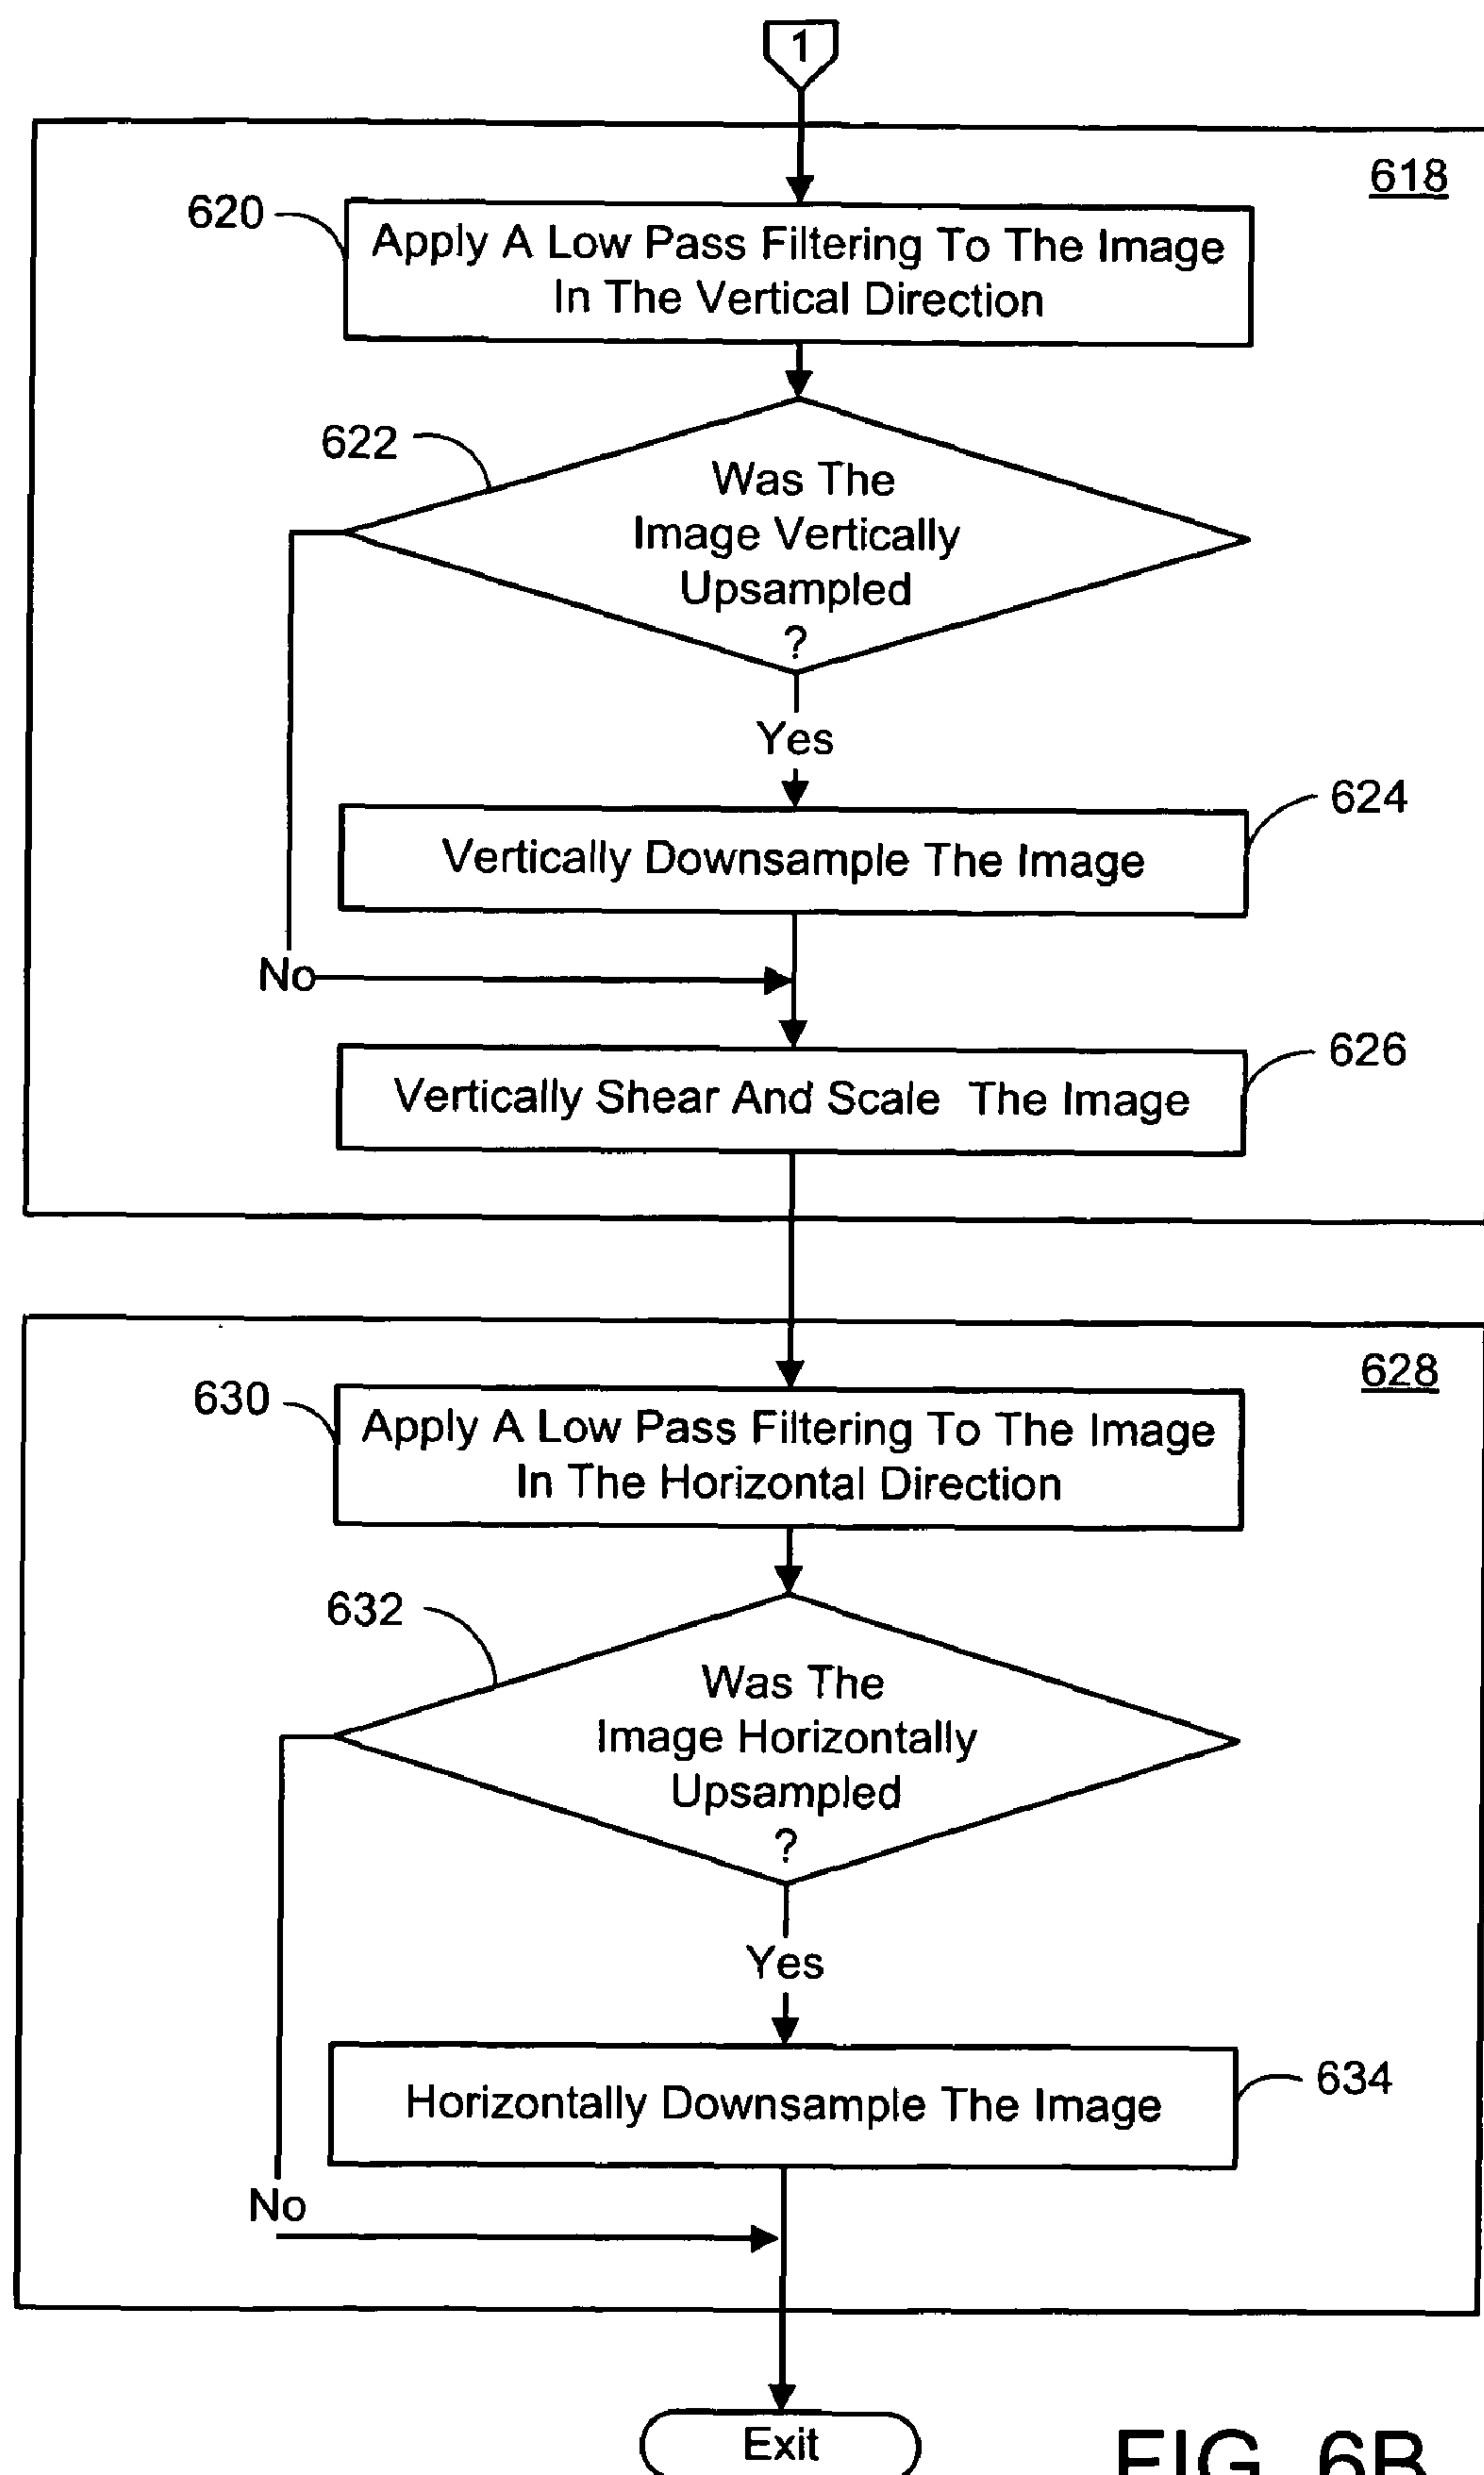 1
618
620
Apply A Low Pass Filtering To The Image
In The Vertical Direction
622
Was The
Image Vertically
Upsampled
?
Yes
624
Vertically Downsample The Image
No
626
Vertically Shear And Scale The Image
628
630
Apply A Low Pass Filtering To The Image
In The Horizontal Direction
632
Was The
Image Horizontally
Upsampled
?
Yes
634
Horizontally Downsample The Image
No
Exit
FIG. 6B